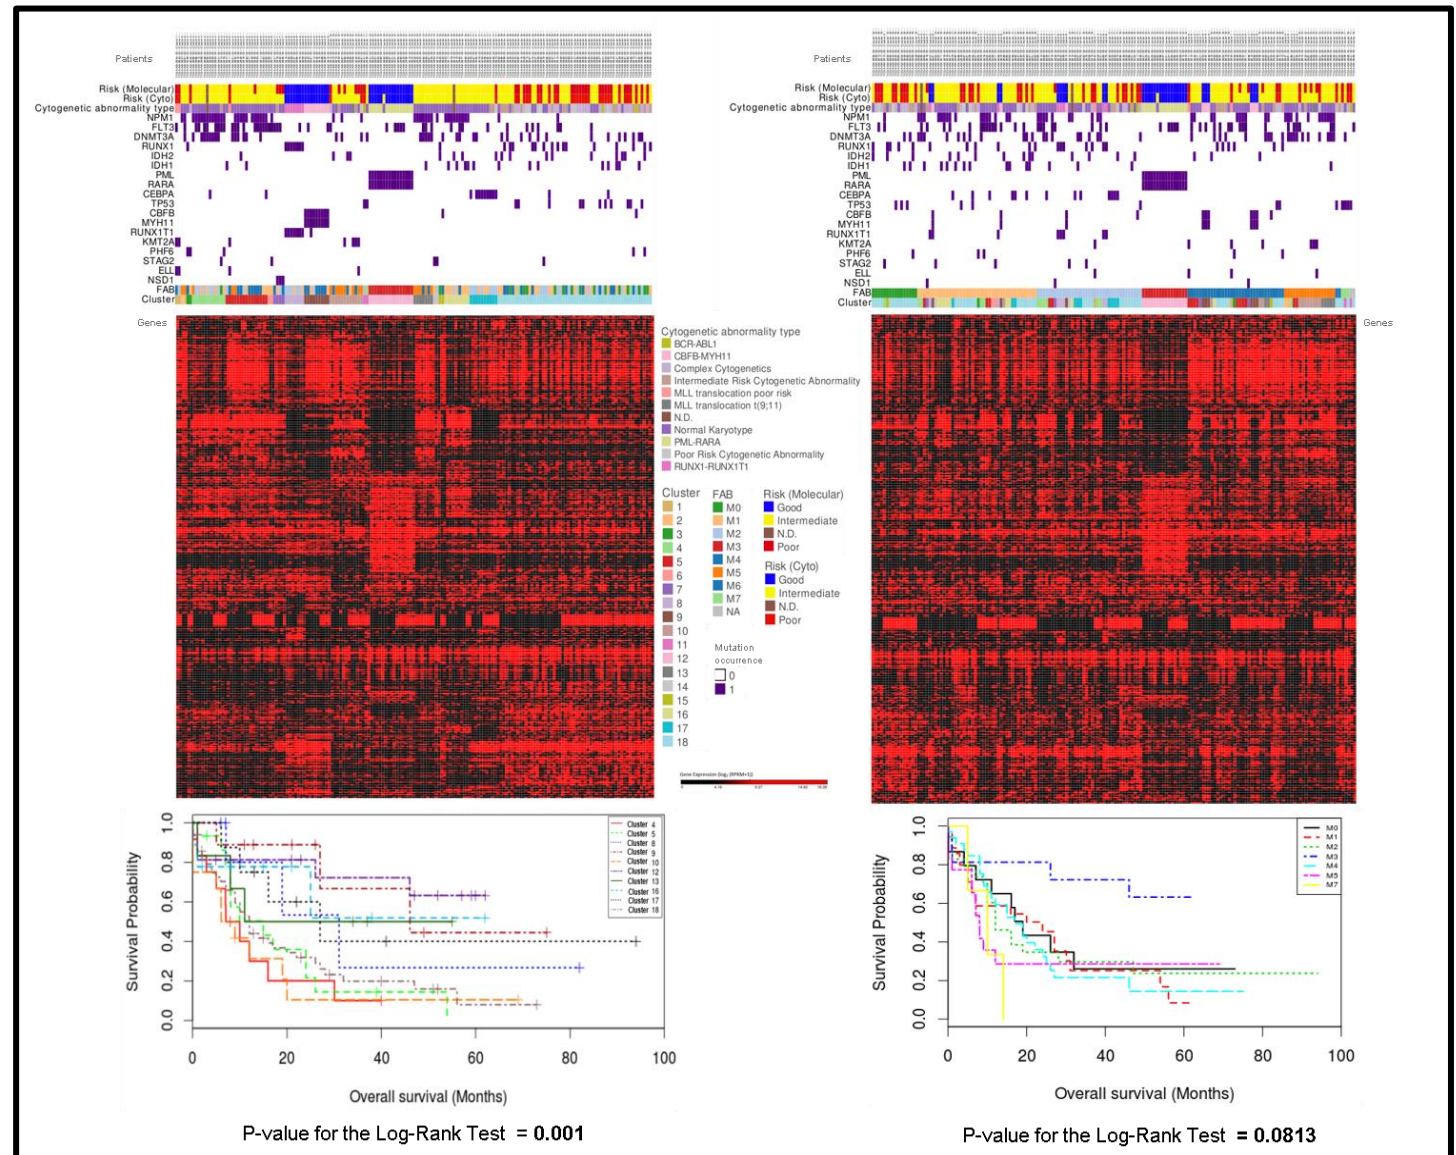 Patients
Risk (Molecular)
Risk (Cyto)
Cytogenetic abnormality type
NPM1
FLT3
DNMT3A
RUNX1
IDH2
IDH1
PML
RARA
CEBPA
TP53
CBFB
MYH11
RUNX1T1
KMT2A
PHF6
STAG2
ELL
NSD1
FAB
Cluster
Genes
Patients
Risk (Molecular)
Risk (Cyto)
Cytogenetic abnormality type
NPM1
FLT3
DNMT3A
RUNX1
IDH2
IDH1
PML
RARA
CEBPA
TP53
CBFB
MYH11
RUNX1T1
KMT2A
PHF6
STAG2
ELL
NSD1
FAB
Cluster
Genes
Cytogenetic abnormality type
BCR-ABL1
CBFB-MYH11
Complex Cytogenetics
Intermediate Risk Cytogenetic Abnormality
MLL translocation poor risk
MLL translocation t(9;11)
N.D.
Normal Karyotype
PML-RARA
Poor Risk Cytogenetic Abnormality
RUNX1-RUNX1T1
Cluster
1
2
3
4
5
6
7
8
9
10
11
12
13
14
15
16
17
18
FAB
M0
M1
M2
M3
M4
M5
M6
M7
NA
Risk (Molecular)
Good
Intermediate
N.D.
Poor
Risk (Cyto)
Good
Intermediate
N.D.
Poor
Mutation
occurrence
0
1
Gene Expression (log2 (RPKM+1))
Survival Probability
1.0
0.8
0.6
0.4
0.2
0.0
0 20 40 60 80 100
Overall survival (Months)
Cluster 4
Cluster 5
Cluster 8
Cluster 9
Cluster 10
Cluster 12
Cluster 13
Cluster 16
Cluster 17
Cluster 18
P-value for the Log-Rank Test = 0.001
Survival Probability
1.0
0.8
0.6
0.4
0.2
0.0
0 20 40 60 80 100
Overall survival (Months)
M0
M1
M2
M3
M4
M5
M7
P-value for the Log-Rank Test = 0.0813